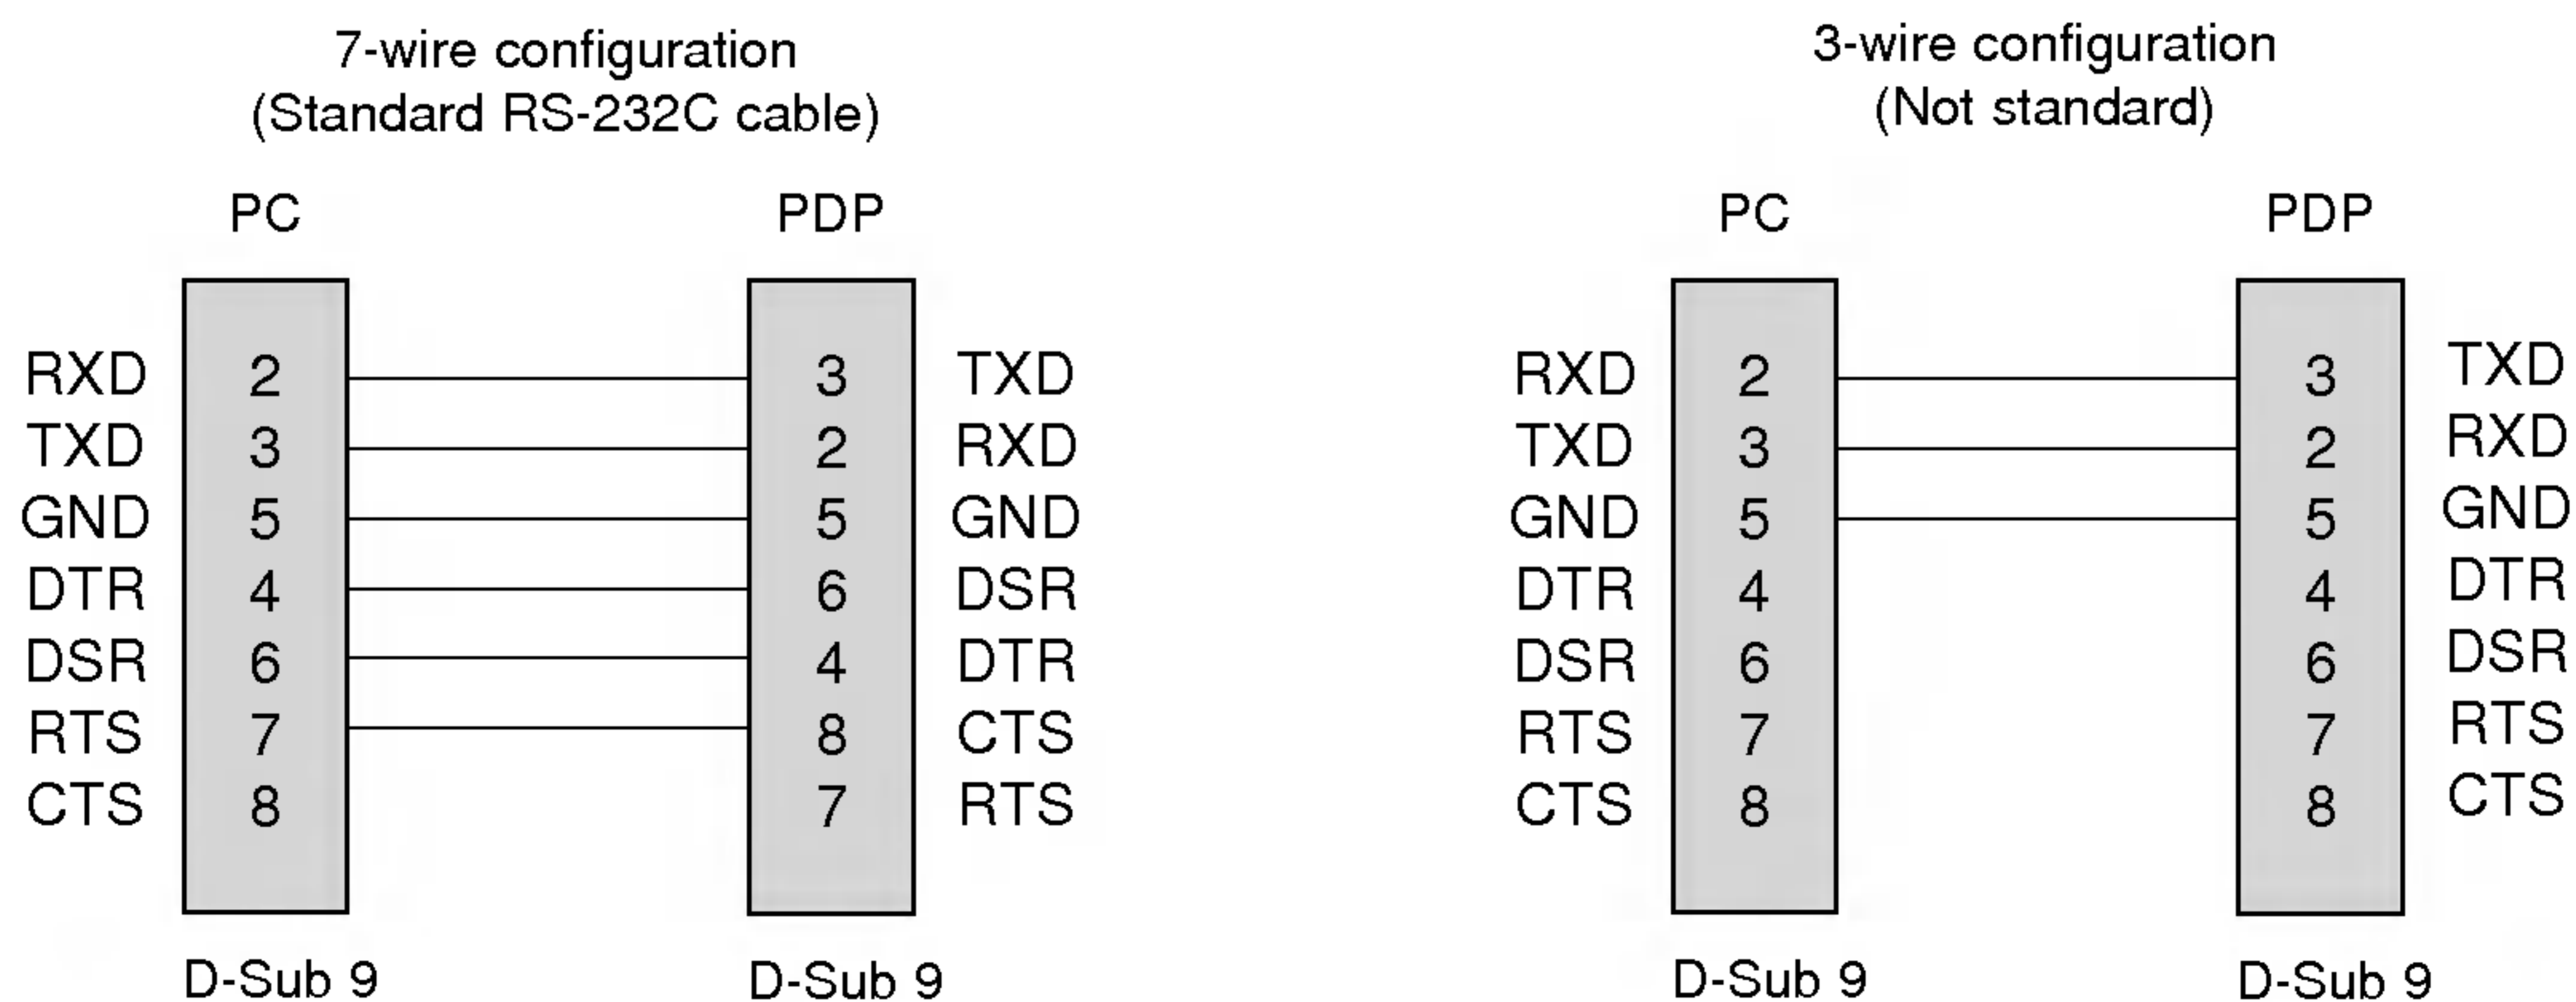 7-wire configuration
(Standard RS-232C cable)
PC PDP
RXD 2 3 TXD
TXD 3 2 RXD
GND 5 5 GND
DTR 4 6 DSR
DSR 6 4 DTR
RTS 7 8 CTS
CTS 8 7 RTS
D-Sub 9 D-Sub 9
3-wire configuration
(Not standard)
PC PDP
RXD 2 3 TXD
TXD 3 2 RXD
GND 5 5 GND
DTR 4 4 DTR
DSR 6 6 DSR
RTS 7 7 RTS
CTS 8 8 CTS
D-Sub 9 D-Sub 9